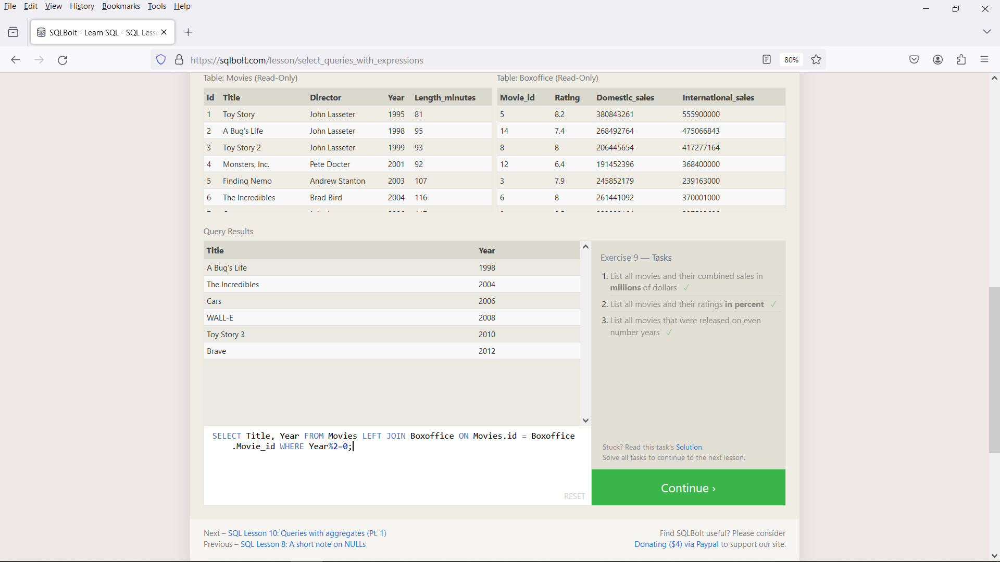 File Edit View History Bookmarks Tools Help
SQLBolt - Learn SQL - SQL Less
https://sqlbolt.com/lesson/select_queries_with_expressions
80%
Table: Movies (Read-Only)
Table: Boxoffice (Read-Only)
Id Title Director Year Length_minutes
1 Toy Story John Lasseter 1995 81
2 A Bug's Life John Lasseter 1998 95
3 Toy Story 2 John Lasseter 1999 93
4 Monsters, Inc. Pete Docter 2001 92
5 Finding Nemo Andrew Stanton 2003 107
6 The Incredibles Brad Bird 2004 116
Movie_id Rating Domestic_sales International_sales
5 8.2 380843261 555900000
14 7.4 268492764 475066843
8 8 206445654 417277164
12 6.4 191452396 368400000
3 7.9 245852179 239163000
6 8 261441092 370001000
Query Results
Title Year
A Bug's Life 1998
The Incredibles 2004
Cars 2006
WALL-E 2008
Toy Story 3 2010
Brave 2012
Exercise 9 — Tasks
1. List all movies and their combined sales in
millions of dollars ✓
2. List all movies and their ratings in percent ✓
3. List all movies that were released on even
number years ✓
SELECT Title, Year FROM Movies LEFT JOIN Boxoffice ON Movies.id = Boxoffice
.Movie_id WHERE Year%2=0;
RESET
Stuck? Read this task's Solution.
Solve all tasks to continue to the next lesson.
Continue ›
Next – SQL Lesson 10: Queries with aggregates (Pt. 1)
Previous – SQL Lesson 8: A short note on NULLs
Find SQLBolt useful? Please consider
Donating ($4) via Paypal to support our site.